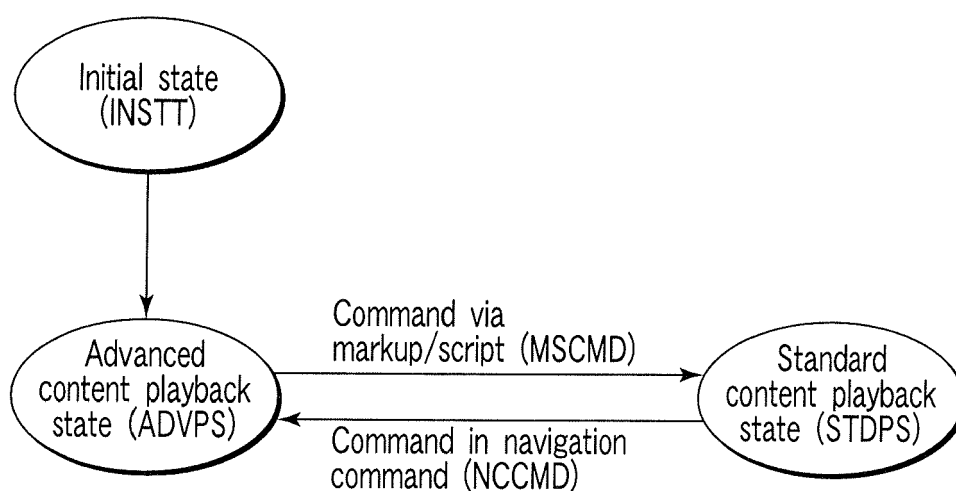 Initial state
(INSTT)
Command via
markup/script (MSCMD)
Advanced
content playback
state (ADVPS)
Standard
content playback
state (STDPS)
Command in navigation
command (NCCMD)